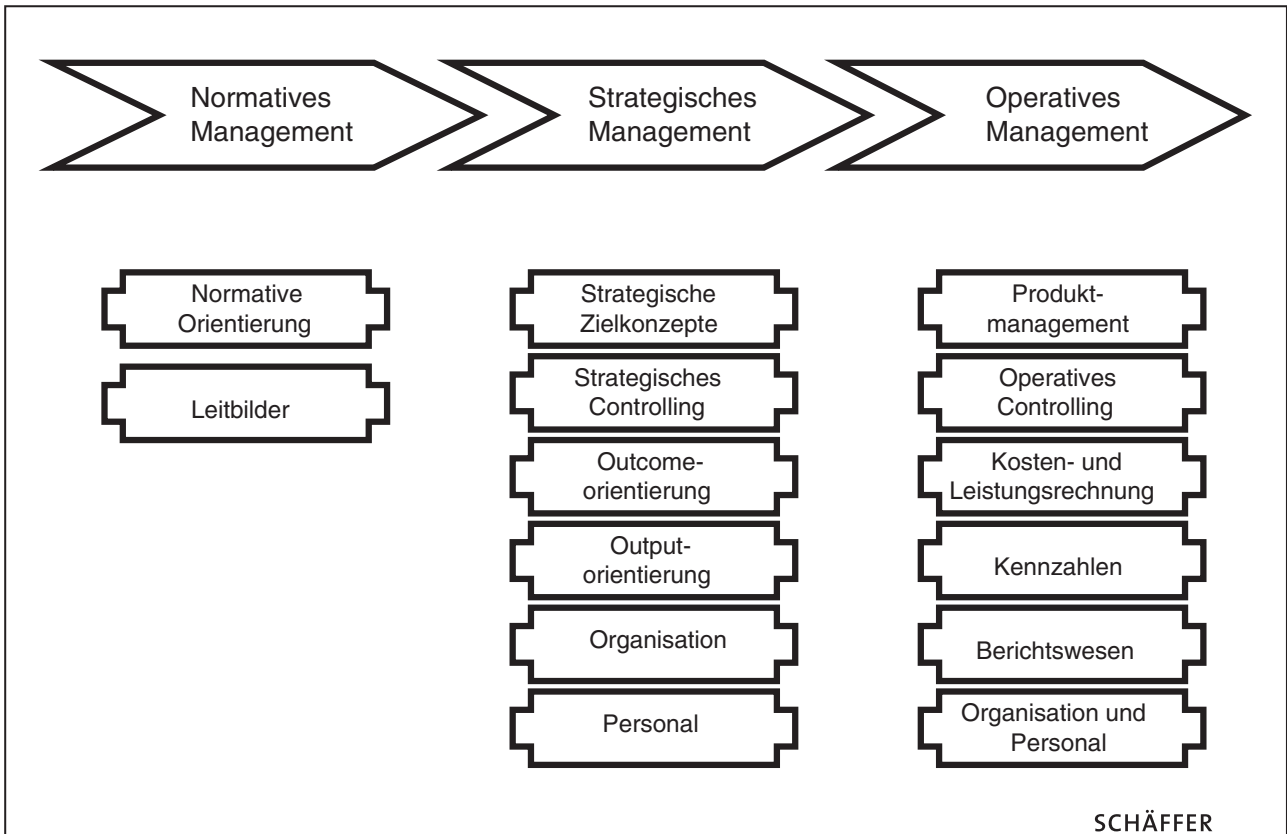 Normatives
Management
Strategisches
Management
Operatives
Management
Normative
Orientierung
Leitbilder
Strategische
Zielkonzepte
Strategisches
Controlling
Outcome-
orientierung
Output-
orientierung
Organisation
Personal
Produkt-
management
Operatives
Controlling
Kosten- und
Leistungsrechnung
Kennzahlen
Berichtswesen
Organisation und
Personal
SCHÄFFER